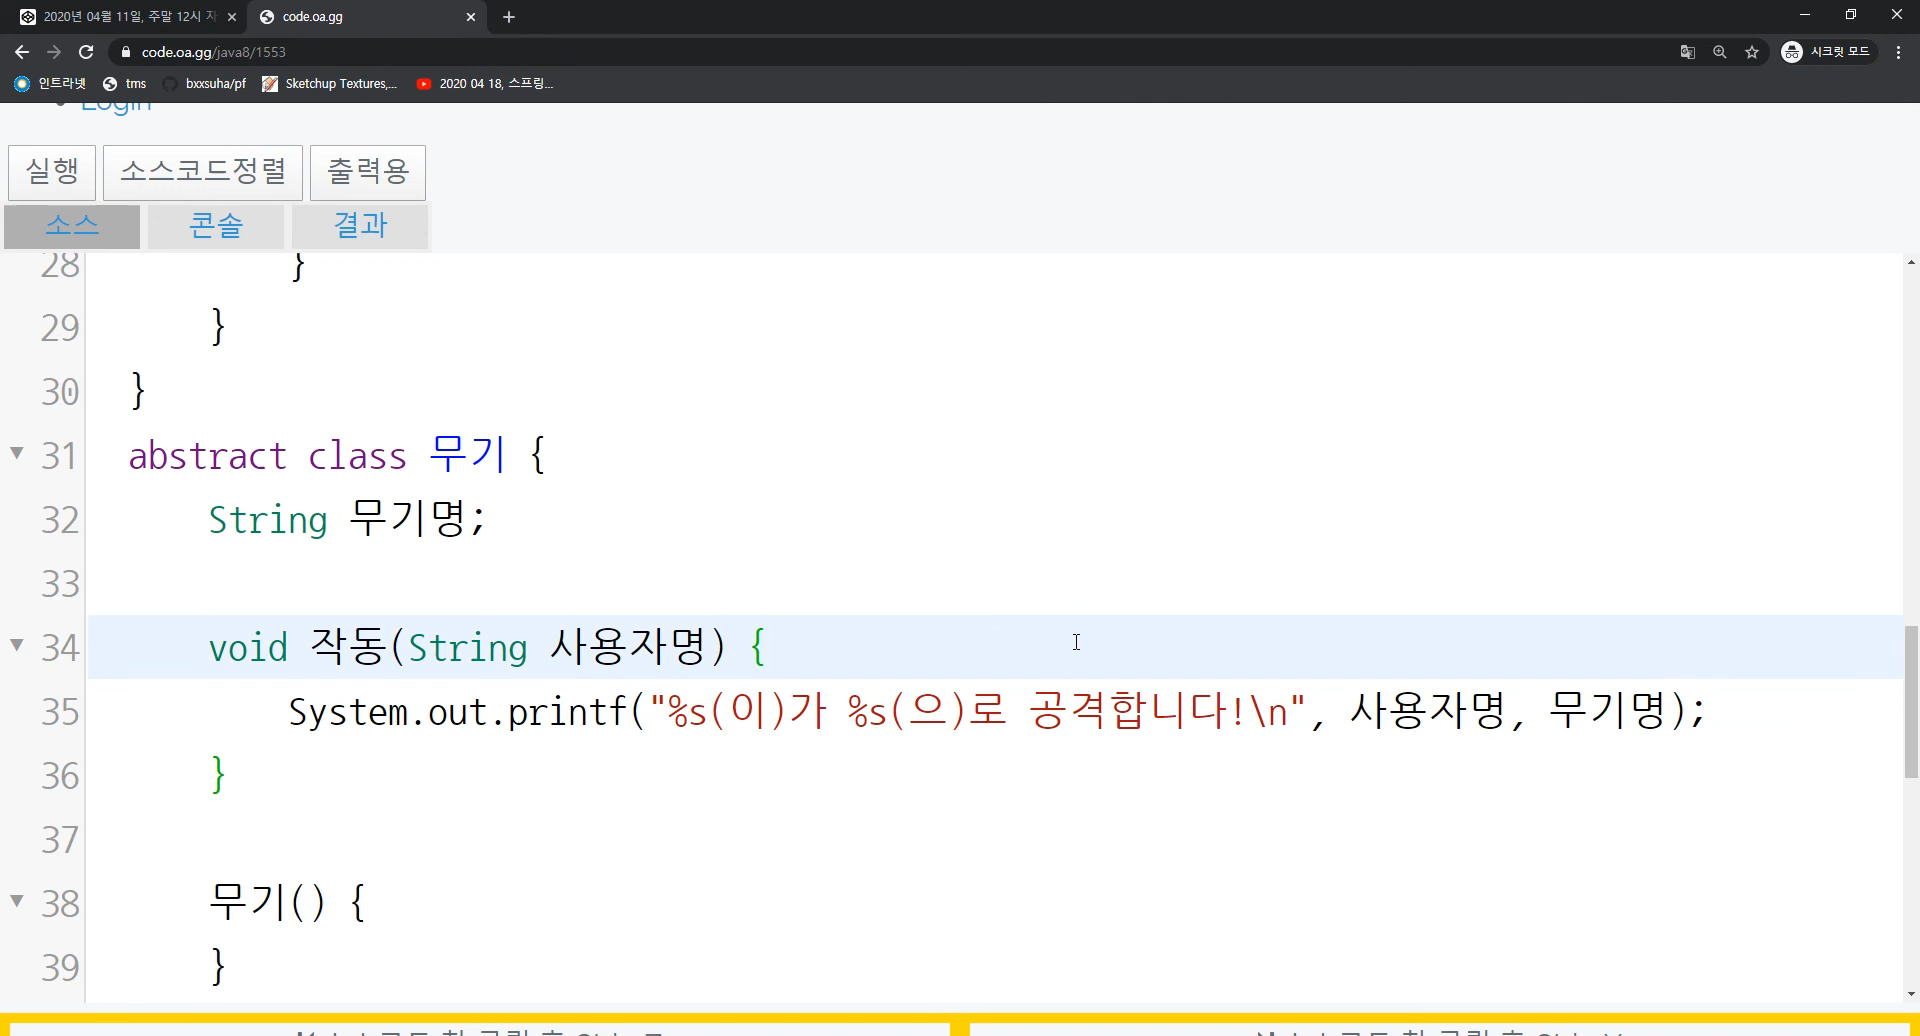 2020년 04월 11일, 주말 12시 자
code.oa.gg
code.oa.gg/java8/1553
시크릿 모드
인트라넷
tms
bxxsuha/pf
Sketchup Textures,...
2020 04 18, 스프링...
Login
실행
소스코드정렬
출력용
소스
콘솔
결과
28 }
29 }
30 }
31 abstract class 무기 {
32 String 무기명;
33
34 void 작동(String 사용자명) {
35 System.out.printf("%s(이)가 %s(으)로 공격합니다!\n", 사용자명, 무기명);
36 }
37
38 무기() {
39 }